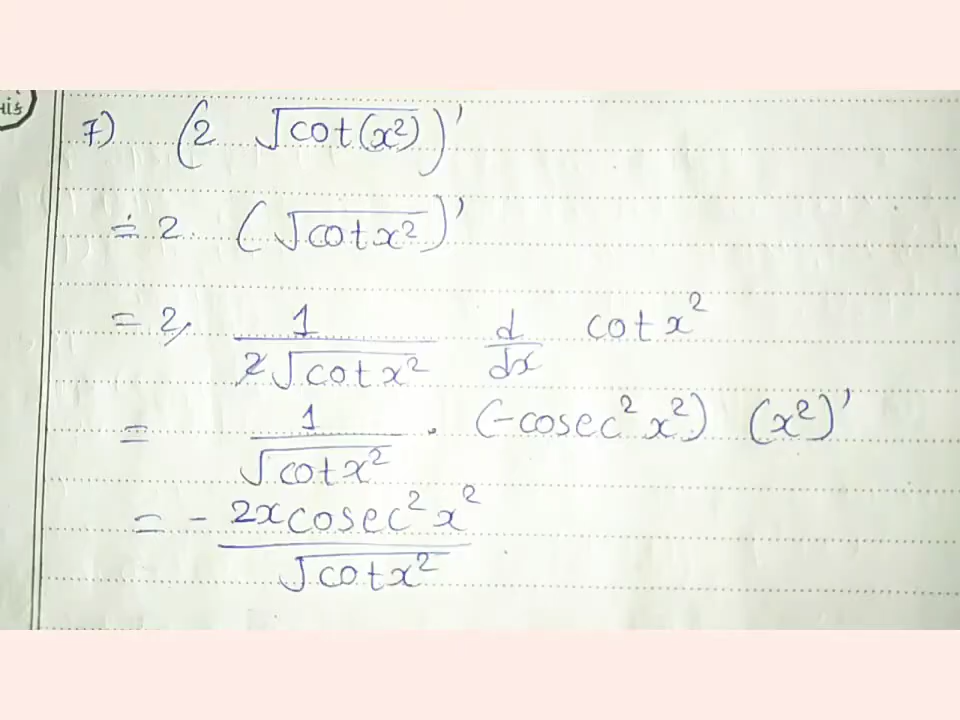 નાંક
7) (2 √cot(x²))'
= 2 (√cot x²)'
= 2 · 1/(2√cot x²) d/dx cot x²
= 1/√cot x² · (-cosec² x²) (x²)'
= - 2x cosec² x²/√cot x²